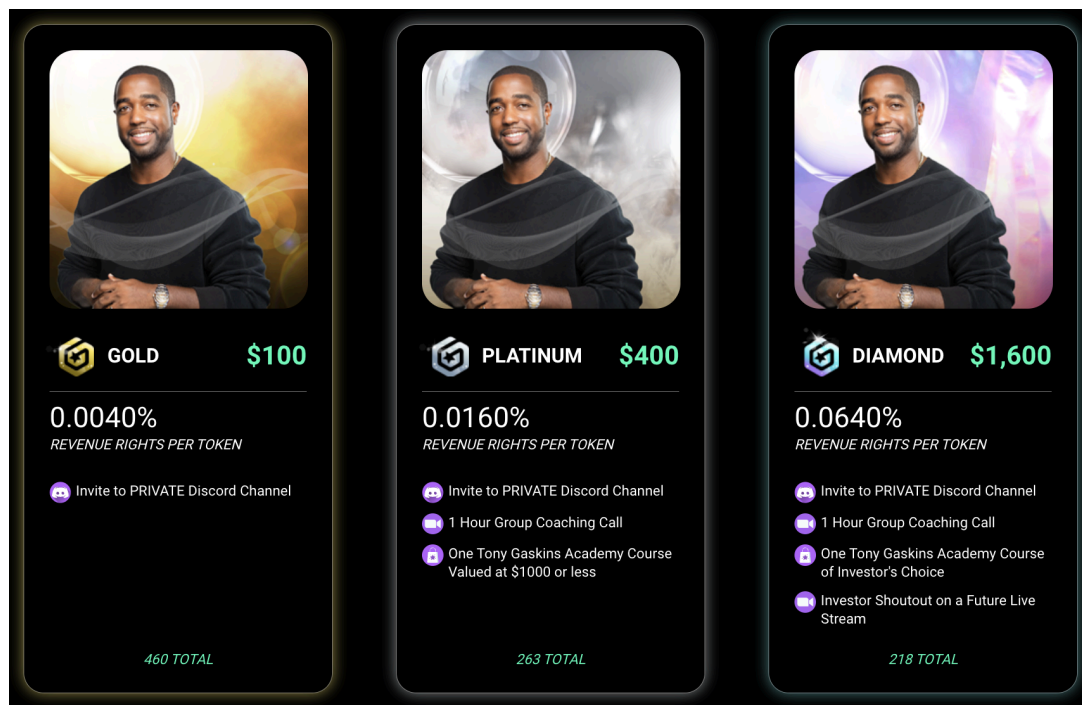 GOLD $100
0.0040%
REVENUE RIGHTS PER TOKEN
Invite to PRIVATE Discord Channel
460 TOTAL
PLATINUM $400
0.0160%
REVENUE RIGHTS PER TOKEN
Invite to PRIVATE Discord Channel
1 Hour Group Coaching Call
One Tony Gaskins Academy Course
Valued at $1000 or less
263 TOTAL
DIAMOND $1,600
0.0640%
REVENUE RIGHTS PER TOKEN
Invite to PRIVATE Discord Channel
1 Hour Group Coaching Call
One Tony Gaskins Academy Course
of Investor's Choice
Investor Shoutout on a Future Live
Stream
218 TOTAL